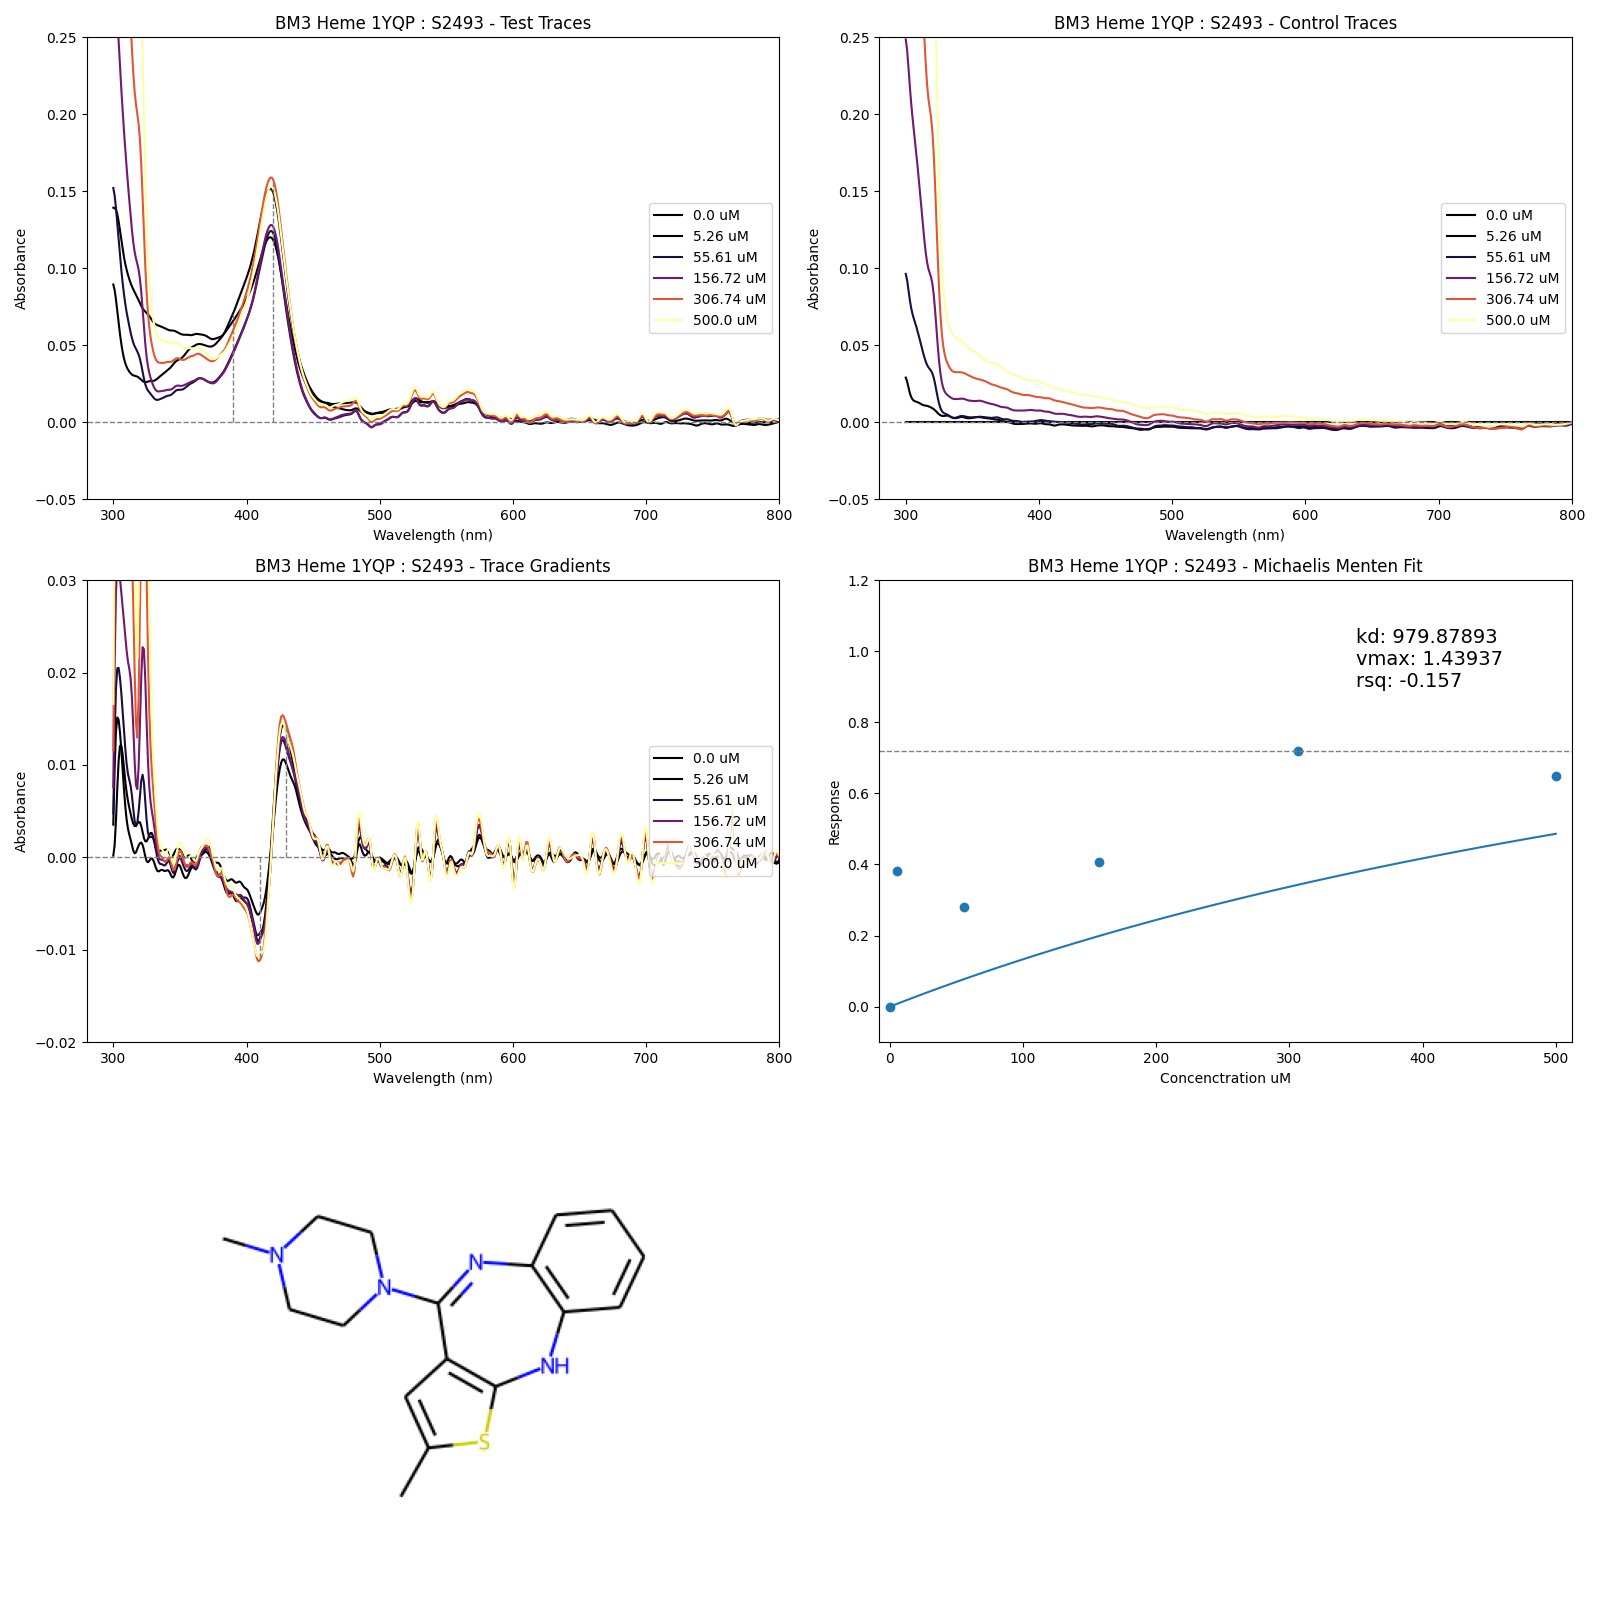 BM3 Heme 1YQP : S2493 - Test Traces
Absorbance
0.25
0.20
0.15
0.10
0.05
0.00
−0.05
300 400 500 600 700 800
Wavelength (nm)
0.0 uM
5.26 uM
55.61 uM
156.72 uM
306.74 uM
500.0 uM
BM3 Heme 1YQP : S2493 - Control Traces
Absorbance
0.25
0.20
0.15
0.10
0.05
0.00
−0.05
300 400 500 600 700 800
Wavelength (nm)
0.0 uM
5.26 uM
55.61 uM
156.72 uM
306.74 uM
500.0 uM
BM3 Heme 1YQP : S2493 - Trace Gradients
Absorbance
0.03
0.02
0.01
0.00
−0.01
−0.02
300 400 500 600 700 800
Wavelength (nm)
0.0 uM
5.26 uM
55.61 uM
156.72 uM
306.74 uM
500.0 uM
BM3 Heme 1YQP : S2493 - Michaelis Menten Fit
Response
1.2
1.0
0.8
0.6
0.4
0.2
0.0
0 100 200 300 400 500
Concenctration uM
kd: 979.87893
vmax: 1.43937
rsq: -0.157
N
N
N
NH
S